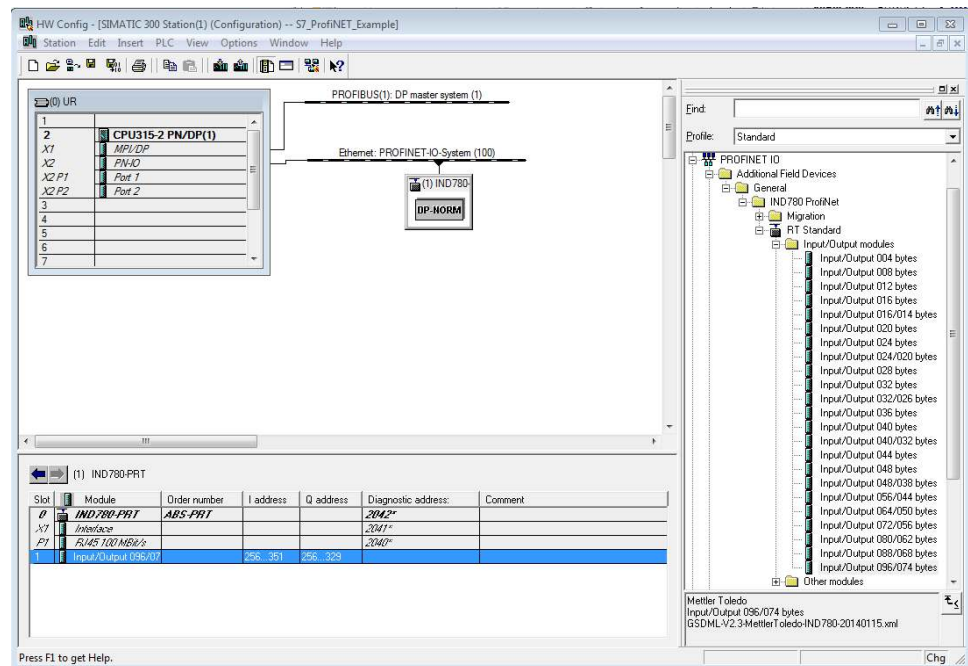 HW Config - [SIMATIC 300 Station(1) (Configuration) -- S7_ProfiNET_Example]
Station Edit Insert PLC View Options Window Help
(0) UR
1
2 CPU315-2 PN/DP(1)
X1 MPI/DP
X2 PN-IO
X2 P1 Port 1
X2 P2 Port 2
3
4
5
6
7
PROFIBUS(1): DP master system (1)
Ethernet: PROFINET-IO-System (100)
(1) IND780-
DP-NORM
Find:
Profile: Standard
PROFINET IO
Additional Field Devices
General
IND780 ProfiNet
Migration
RT Standard
Input/Output modules
Input/Output 004 bytes
Input/Output 008 bytes
Input/Output 012 bytes
Input/Output 016 bytes
Input/Output 016/014 bytes
Input/Output 020 bytes
Input/Output 024 bytes
Input/Output 024/020 bytes
Input/Output 028 bytes
Input/Output 032 bytes
Input/Output 032/026 bytes
Input/Output 036 bytes
Input/Output 040 bytes
Input/Output 040/032 bytes
Input/Output 044 bytes
Input/Output 048 bytes
Input/Output 048/038 bytes
Input/Output 056/044 bytes
Input/Output 064/050 bytes
Input/Output 072/056 bytes
Input/Output 080/062 bytes
Input/Output 088/068 bytes
Input/Output 096/074 bytes
Other modules
Mettler Toledo
Input/Output 096/074 bytes
GSDML-V2.3-MettlerToledo-IND780-20140115.xml
(1) IND780-PRT
Slot Module Order number I address Q address Diagnostic address: Comment
0 IND780-PRT ABS-PRT 2042*
X1 Interface 2041*
P1 RJ45 100 MBit/s 2040*
1 Input/Output 096/07 256...351 256...329
Press F1 to get Help.
Chg